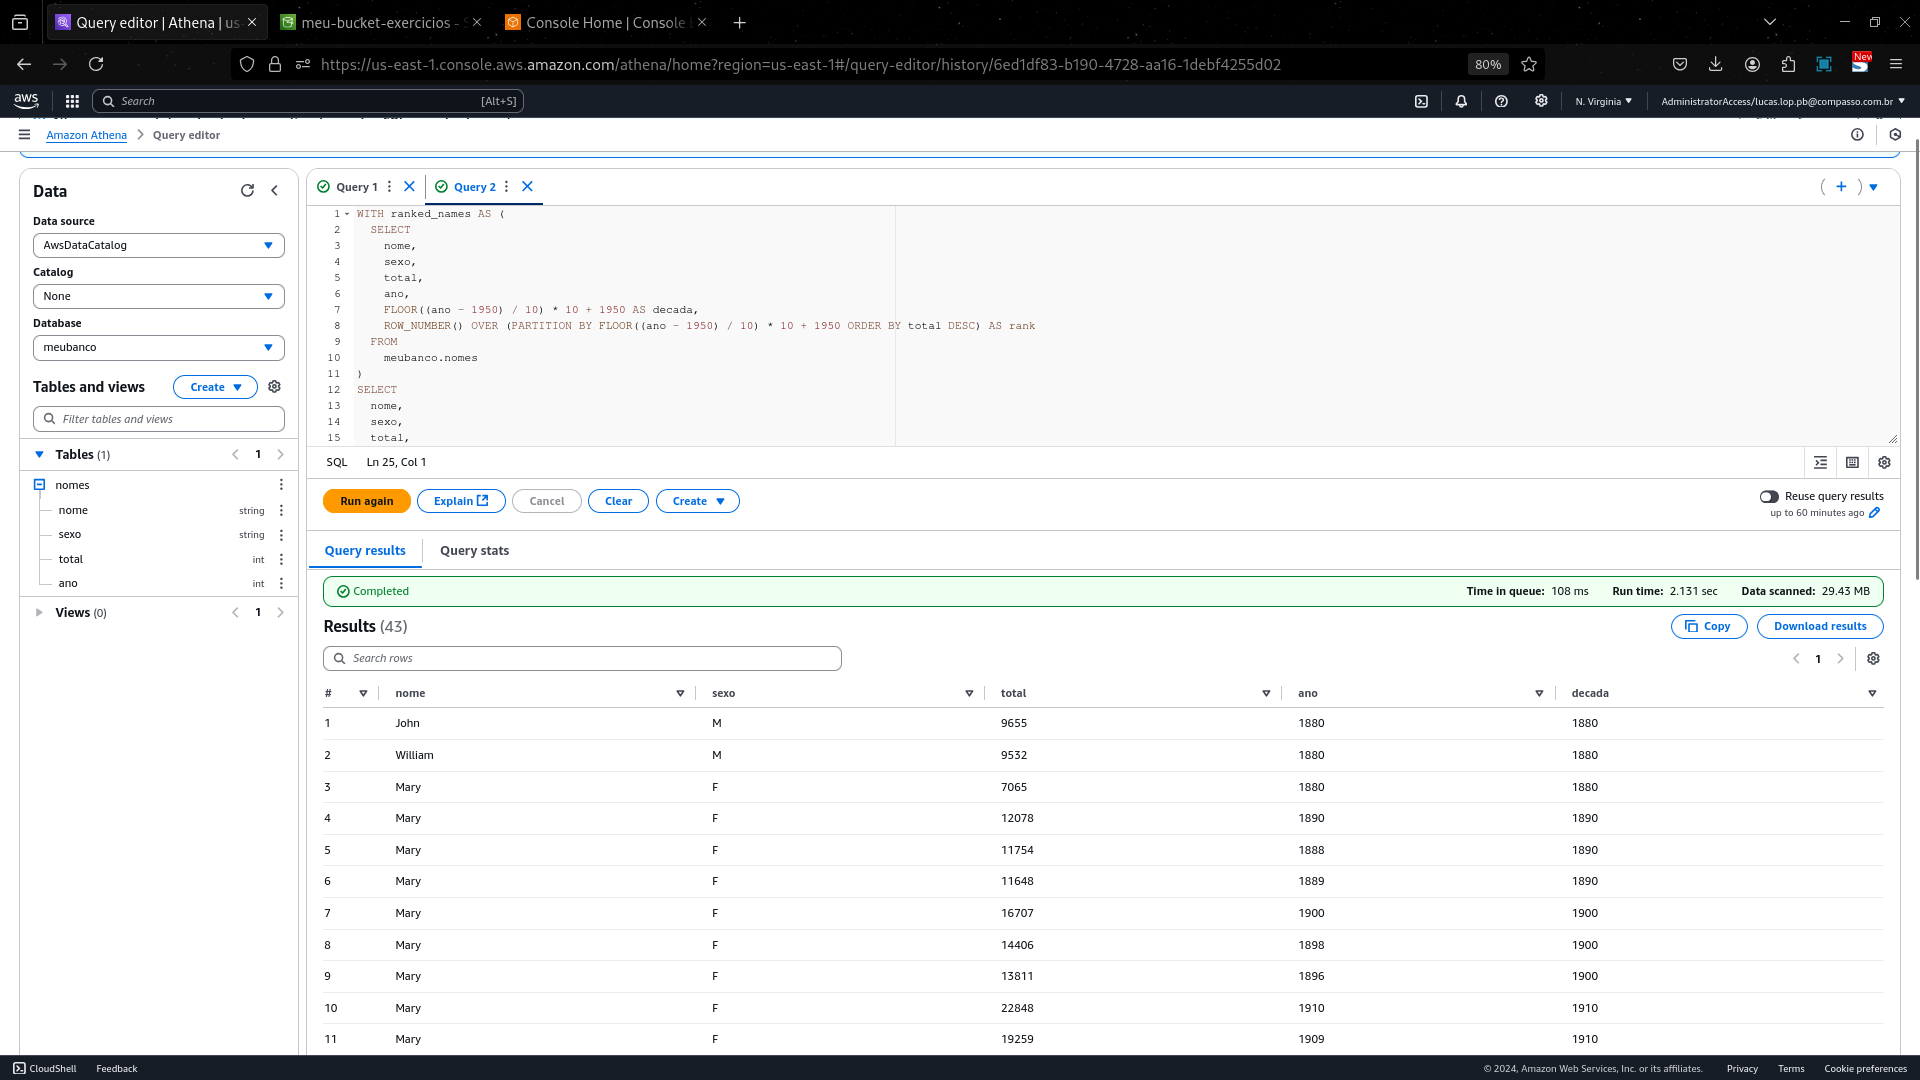 Query editor | Athena | us
meu-bucket-exercicios -
Console Home | Console
https://us-east-1.console.aws.amazon.com/athena/home?region=us-east-1#/query-editor/history/6ed1df83-b190-4728-aa16-1debf4255d02
80%
New
aws
Search
[Alt+S]
N. Virginia
AdministratorAccess/lucas.lop.pb@compasso.com.br
Amazon Athena
Query editor
Data
Data source
AwsDataCatalog
Catalog
None
Database
meubanco
Tables and views
Create
Filter tables and views
Tables (1)
1
nomes
nome string
sexo string
total int
ano int
Views (0)
1
Query 1
Query 2
1 WITH ranked_names AS (
2 SELECT
3 nome,
4 sexo,
5 total,
6 ano,
7 FLOOR((ano - 1950) / 10) * 10 + 1950 AS decada,
8 ROW_NUMBER() OVER (PARTITION BY FLOOR((ano - 1950) / 10) * 10 + 1950 ORDER BY total DESC) AS rank
9 FROM
10 meubanco.nomes
11 )
12 SELECT
13 nome,
14 sexo,
15 total,
SQL Ln 25, Col 1
Run again
Explain
Cancel
Clear
Create
Reuse query results
up to 60 minutes ago
Query results
Query stats
Completed
Time in queue: 108 ms
Run time: 2.131 sec
Data scanned: 29.43 MB
Results (43)
Copy
Download results
Search rows
1
# nome sexo total ano decada
1 John M 9655 1880 1880
2 William M 9532 1880 1880
3 Mary F 7065 1880 1880
4 Mary F 12078 1890 1890
5 Mary F 11754 1888 1890
6 Mary F 11648 1889 1890
7 Mary F 16707 1900 1900
8 Mary F 14406 1898 1900
9 Mary F 13811 1896 1900
10 Mary F 22848 1910 1910
11 Mary F 19259 1909 1910
CloudShell
Feedback
© 2024, Amazon Web Services, Inc. or its affiliates.
Privacy
Terms
Cookie preferences